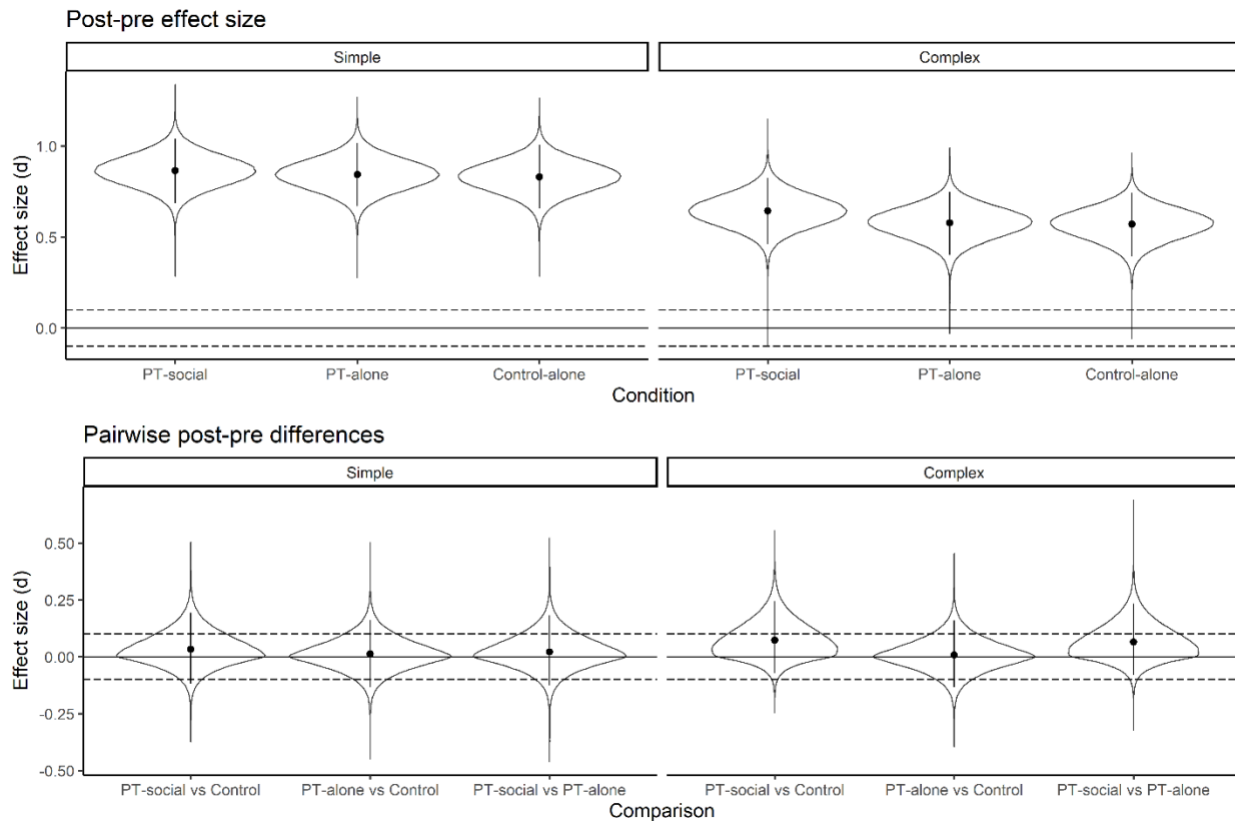 Post-pre effect size
Simple Complex
Effect size (d)
1.0
0.5
0.0
PT-social PT-alone Control-alone PT-social PT-alone Control-alone
Condition
Pairwise post-pre differences
Simple Complex
Effect size (d)
0.50
0.25
0.00
-0.25
-0.50
PT-social vs Control PT-alone vs Control PT-social vs PT-alone PT-social vs Control PT-alone vs Control PT-social vs PT-alone
Comparison